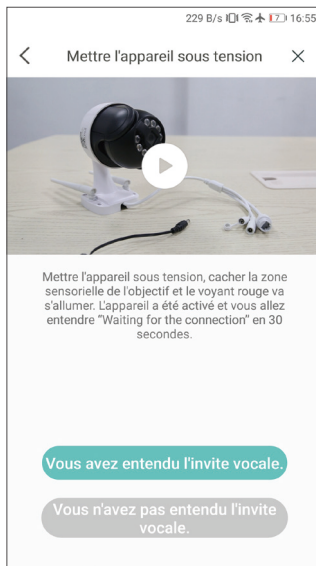 229 B/s 7 16:55
Mettre l'appareil sous tension
Mettre l'appareil sous tension, cacher la zone
sensorielle de l'objectif et le voyant rouge va
s'allumer. L'appareil a été activé et vous allez
entendre “Waiting for the connection” en 30
secondes.
Vous avez entendu l'invite vocale.
Vous n'avez pas entendu l'invite
vocale.